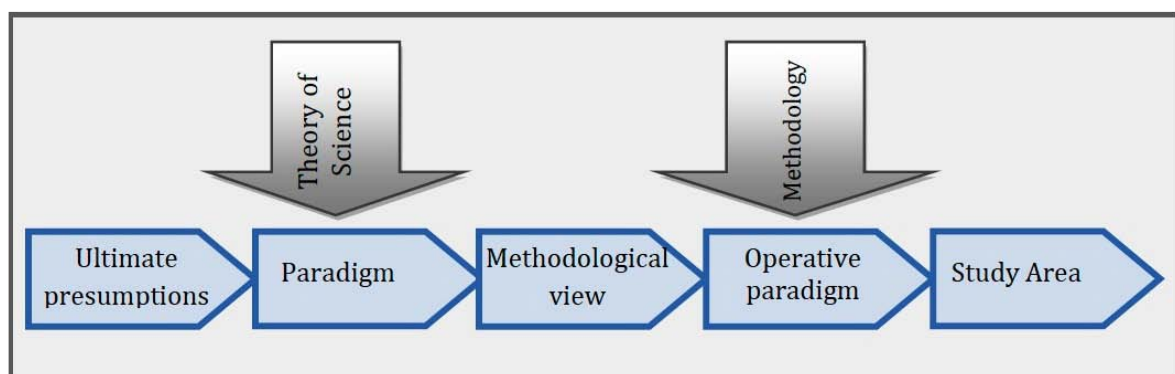 Theory of
Science
Methodology
Ultimate
presumptions
Paradigm
Methodological
view
Operative
paradigm
Study Area